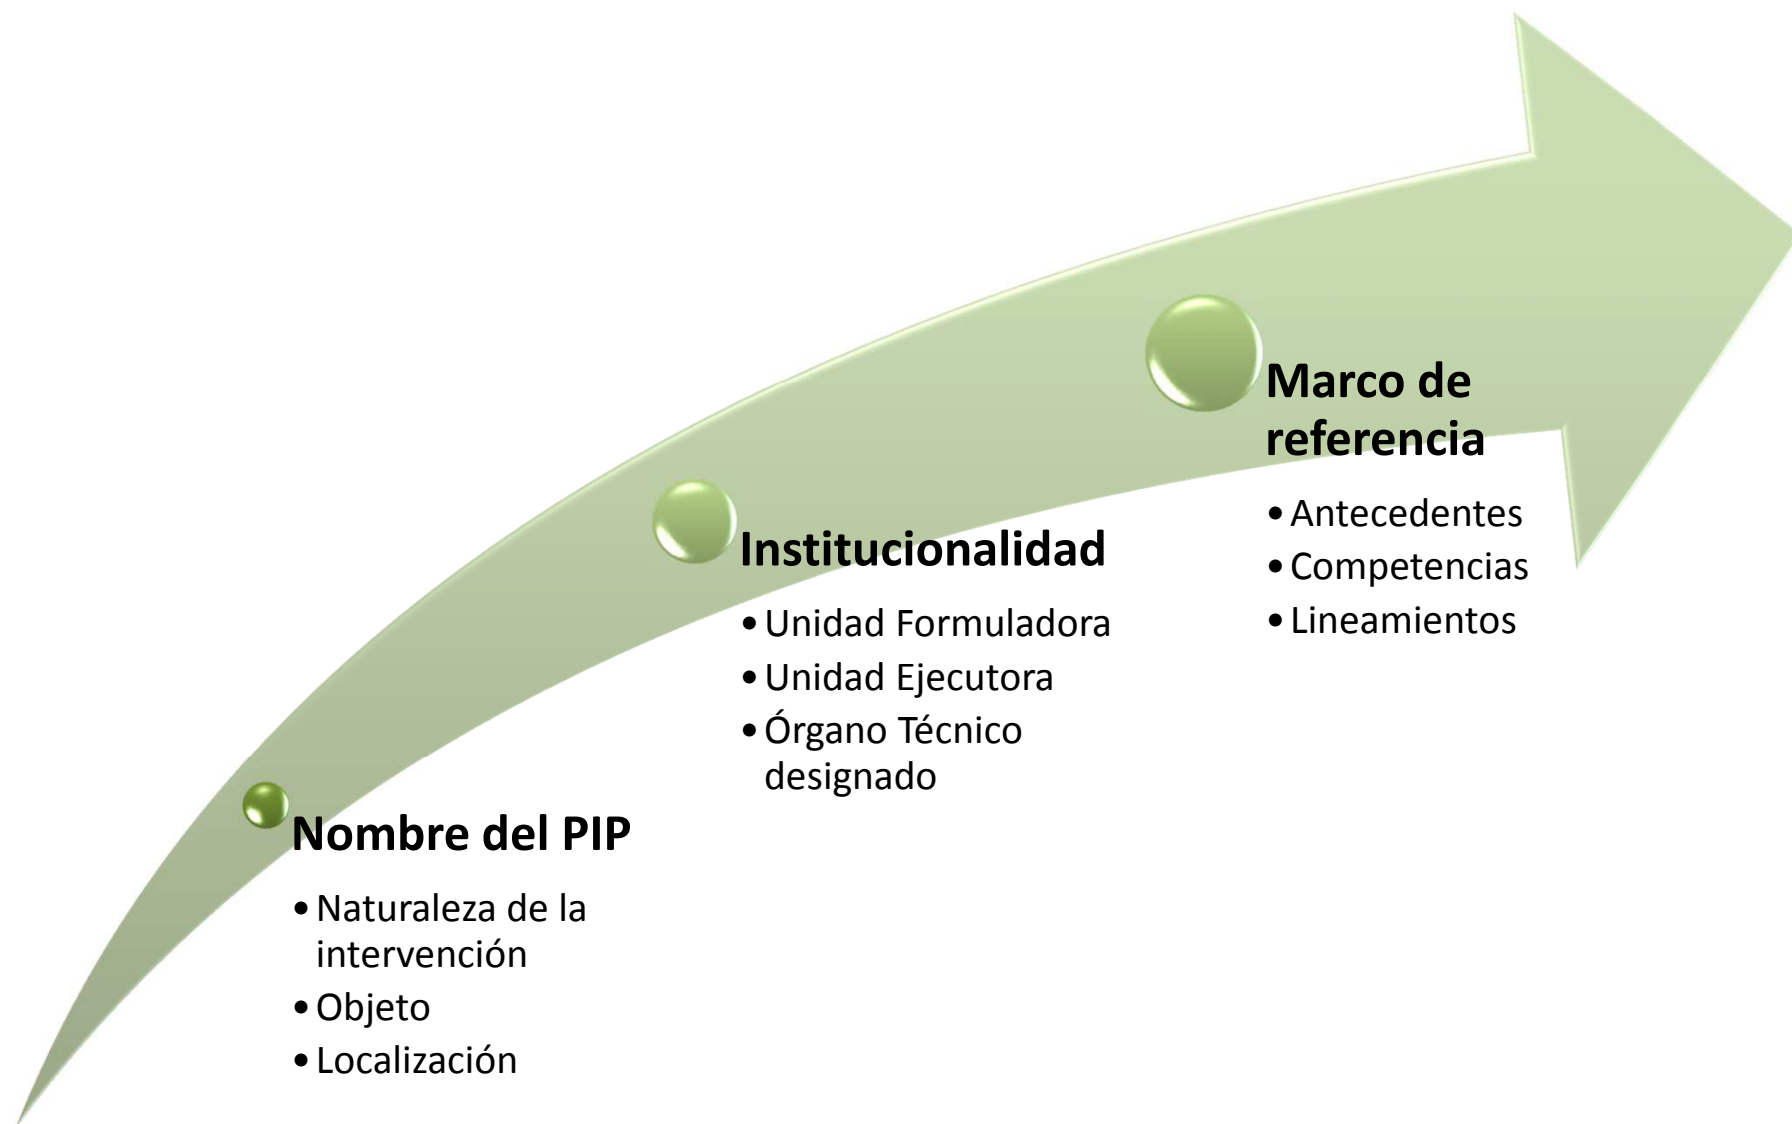 Nombre del PIP
•Naturaleza de la
intervención
•Objeto
•Localización
Institucionalidad
•Unidad Formuladora
•Unidad Ejecutora
•Órgano Técnico
designado
Marco de
referencia
•Antecedentes
•Competencias
•Lineamientos